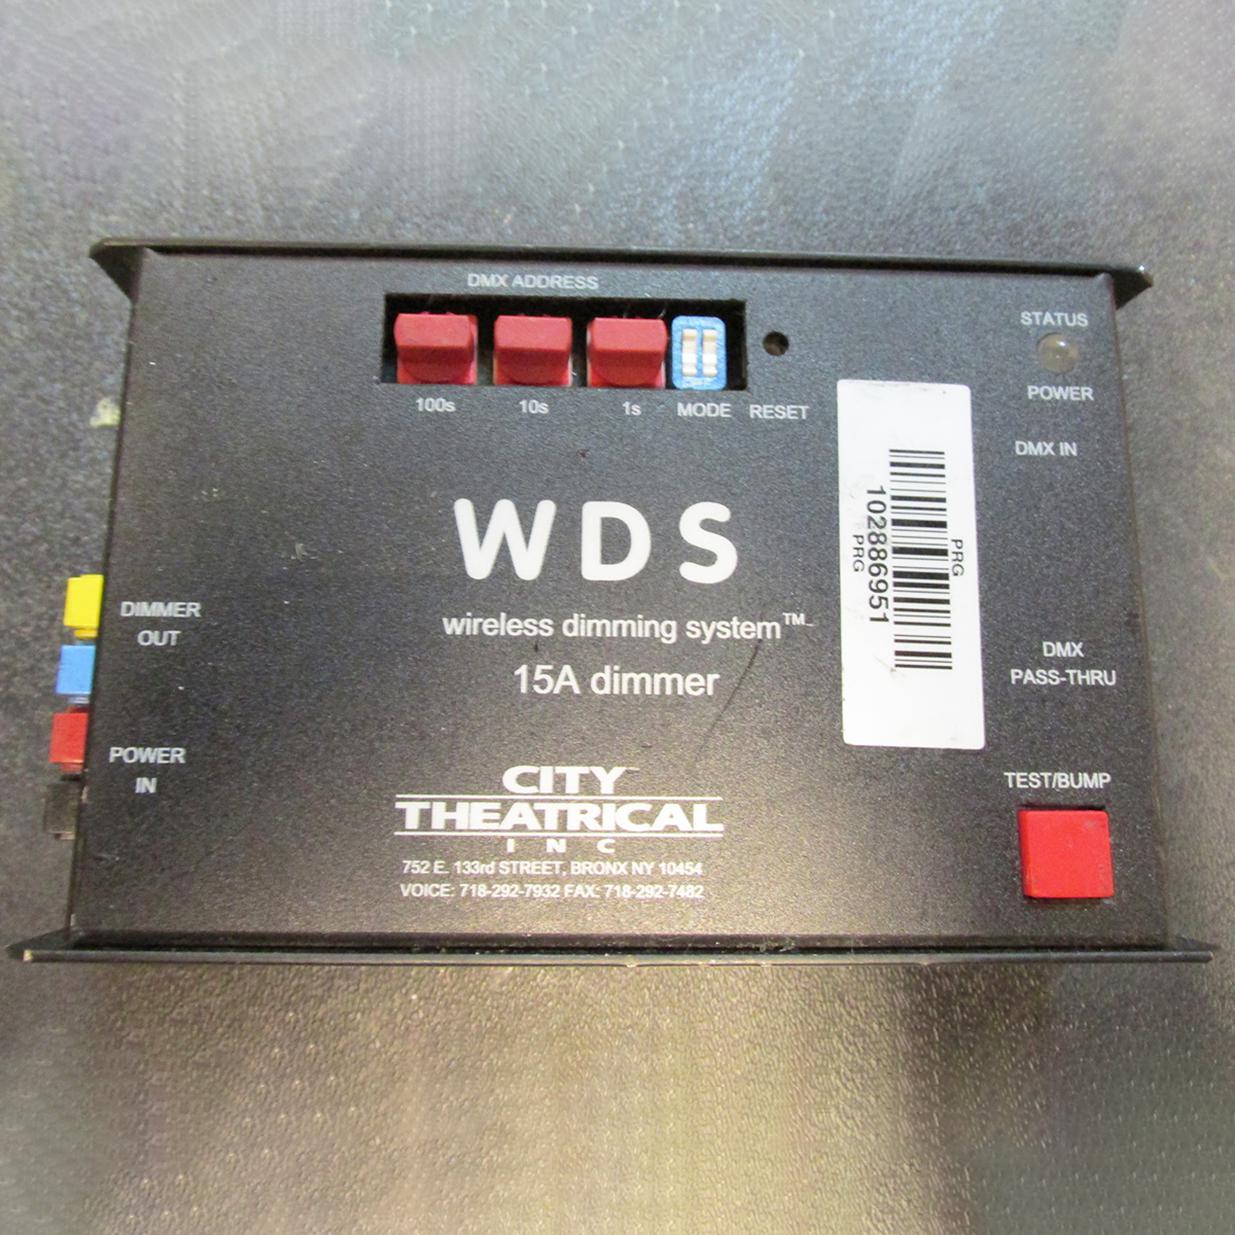 DMX ADDRESS
100s 10s 1s MODE RESET
STATUS
POWER
DMX IN
WDS
wireless dimming system™
15A dimmer
PRG
102886951
PRG
DIMMER
OUT
POWER
IN
DMX
PASS-THRU
TEST/BUMP
CITY
THEATRICAL
INC
752 E. 133rd STREET, BRONX NY 10454
VOICE: 718-292-7932 FAX: 718-292-7482